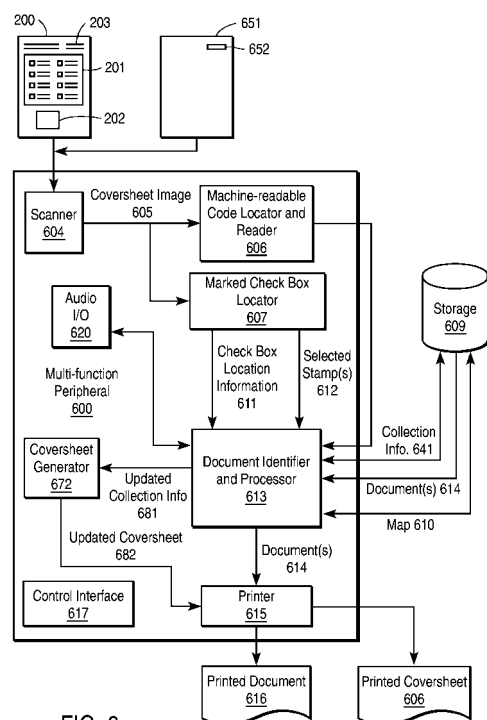 200
203
201
202
651
652
Scanner
604
Coversheet Image
605
Machine-readable
Code Locator and
Reader
606
Marked Check Box
Locator
607
Audio
I/O
620
Storage
609
Multi-function
Peripheral
600
Check Box
Location
Information
611
Selected
Stamp(s)
612
Coversheet
Generator
672
Updated
Collection Info
681
Document Identifier
and Processor
613
Collection
Info. 641
Document(s) 614
Map 610
Updated Coversheet
682
Document(s)
614
Control Interface
617
Printer
615
Printed Document
616
Printed Coversheet
606